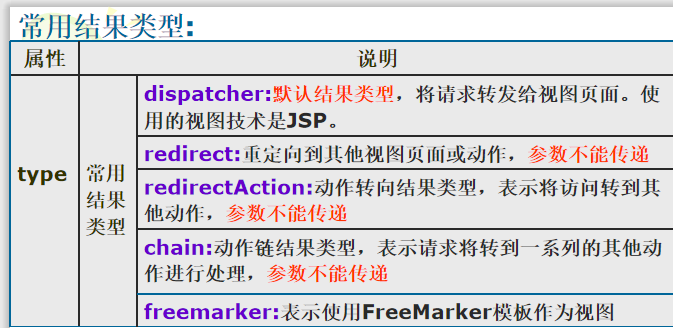 常用结果类型:
属性 说明
dispatcher:默认结果类型，将请求转发给视图页面。使
用的视图技术是JSP。
redirect:重定向到其他视图页面或动作，参数不能传递
type
常用
结果
类型
redirectAction:动作转向结果类型，表示将访问转到其
他动作，参数不能传递
chain:动作链结果类型，表示请求将转到一系列的其他动
作进行处理，参数不能传递
freemarker:表示使用FreeMarker模板作为视图